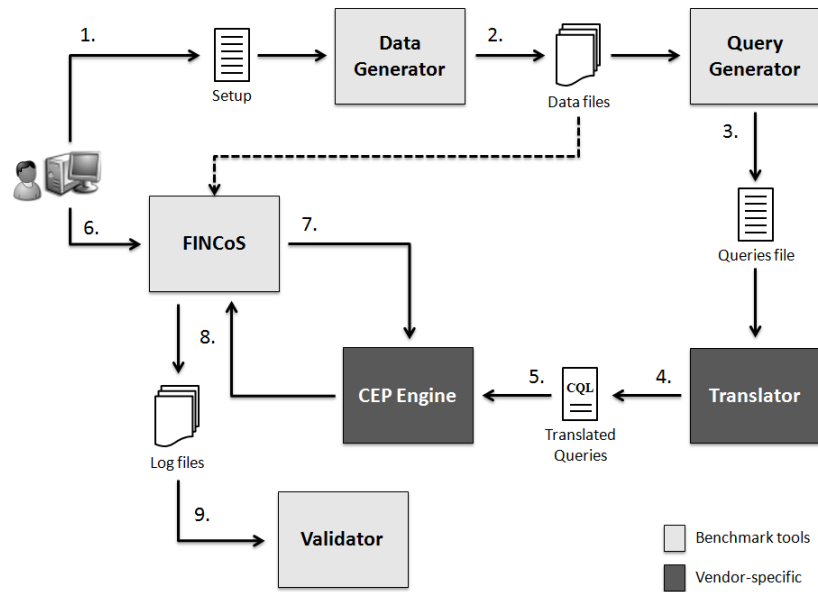 1.
Setup
Data
Generator
2.
Data files
Query
Generator
3.
Queries file
6.
FINCoS
7.
8.
CEP Engine
5.
CQL
Translated
Queries
4.
Translator
Log files
9.
Validator
Benchmark tools
Vendor-specific